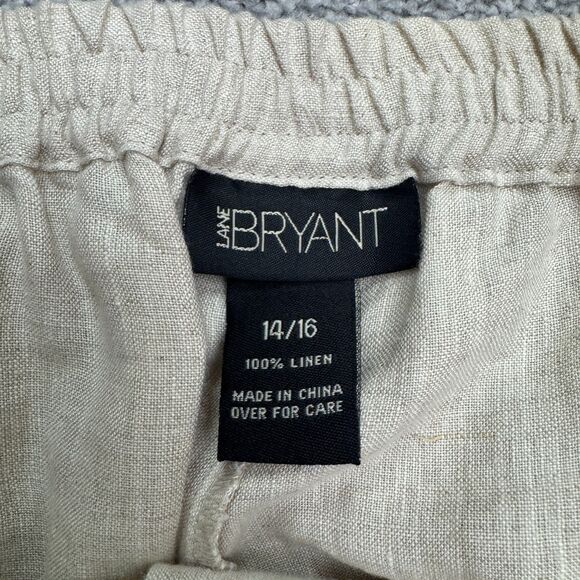 LANE BRYANT
14/16
100% LINEN
MADE IN CHINA
OVER FOR CARE